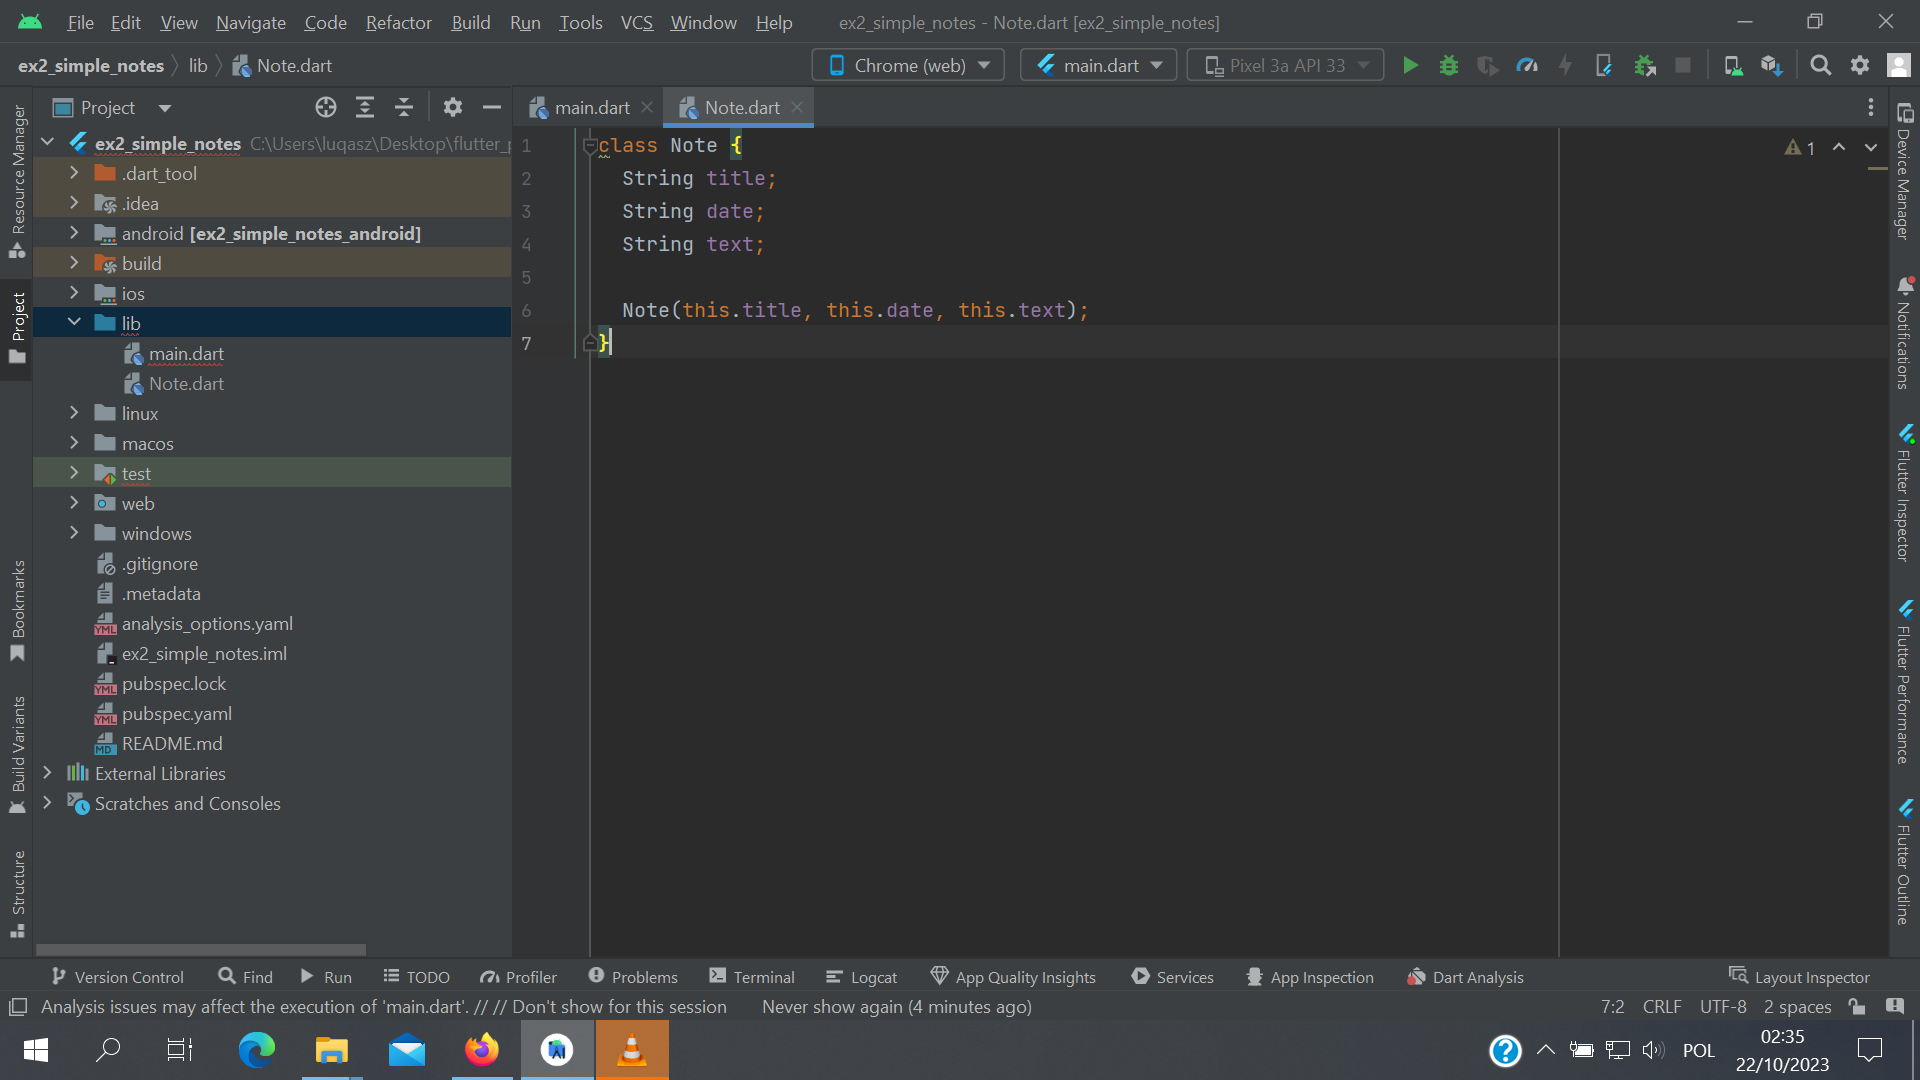 File Edit View Navigate Code Refactor Build Run Tools VCS Window Help ex2_simple_notes - Note.dart [ex2_simple_notes]
ex2_simple_notes lib Note.dart Chrome (web) main.dart Pixel 3a API 33
Project
main.dart Note.dart
Resource Manager
Project
Bookmarks
Build Variants
Structure
ex2_simple_notes C:\Users\luqasz\Desktop\flutter_
.dart_tool
.idea
android [ex2_simple_notes_android]
build
ios
lib
main.dart
Note.dart
linux
macos
test
web
windows
.gitignore
.metadata
analysis_options.yaml
ex2_simple_notes.iml
pubspec.lock
pubspec.yaml
README.md
External Libraries
Scratches and Consoles
1 class Note {
2 String title;
3 String date;
4 String text;
5
6 Note(this.title, this.date, this.text);
7 }
1
Device Manager
Notifications
Flutter Inspector
Flutter Performance
Flutter Outline
Version Control Find Run TODO Profiler Problems Terminal Logcat App Quality Insights Services App Inspection Dart Analysis Layout Inspector
Analysis issues may affect the execution of 'main.dart'. // // Don't show for this session Never show again (4 minutes ago) 7:2 CRLF UTF-8 2 spaces
POL 02:35
22/10/2023